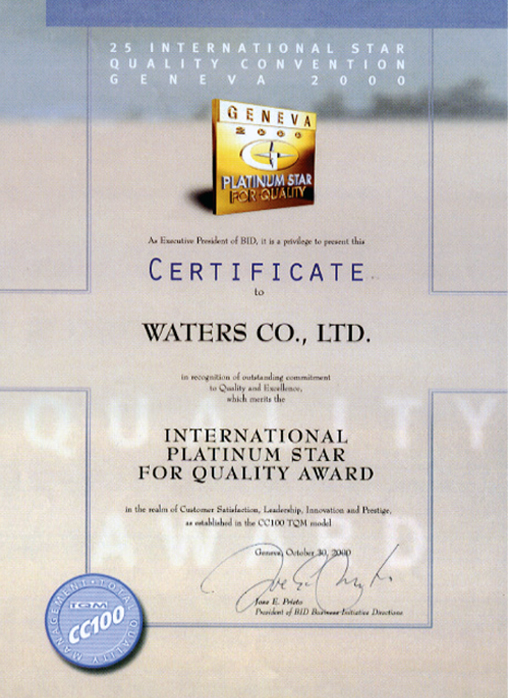 25 INTERNATIONAL STAR
QUALITY CONVENTION
GENEVA 2000
GENEVA
2000
PLATINUM STAR
FOR QUALITY
As Executive President of BID, it is a privilege to present this
CERTIFICATE
to
WATERS CO., LTD.
in recognition of outstanding commitment
to Quality and Excellence,
which merits the
QUALITY
INTERNATIONAL
PLATINUM STAR
FOR QUALITY AWARD
in the realm of Customer Satisfaction, Leadership, Innovation and Prestige,
as established in the CC100 TQM model
AWARD
Geneva, October 30, 2000
Jose E. Prieto
President of BID Business Initiative Directions
TOTAL QUALITY MANAGEMENT
TQM
CC100